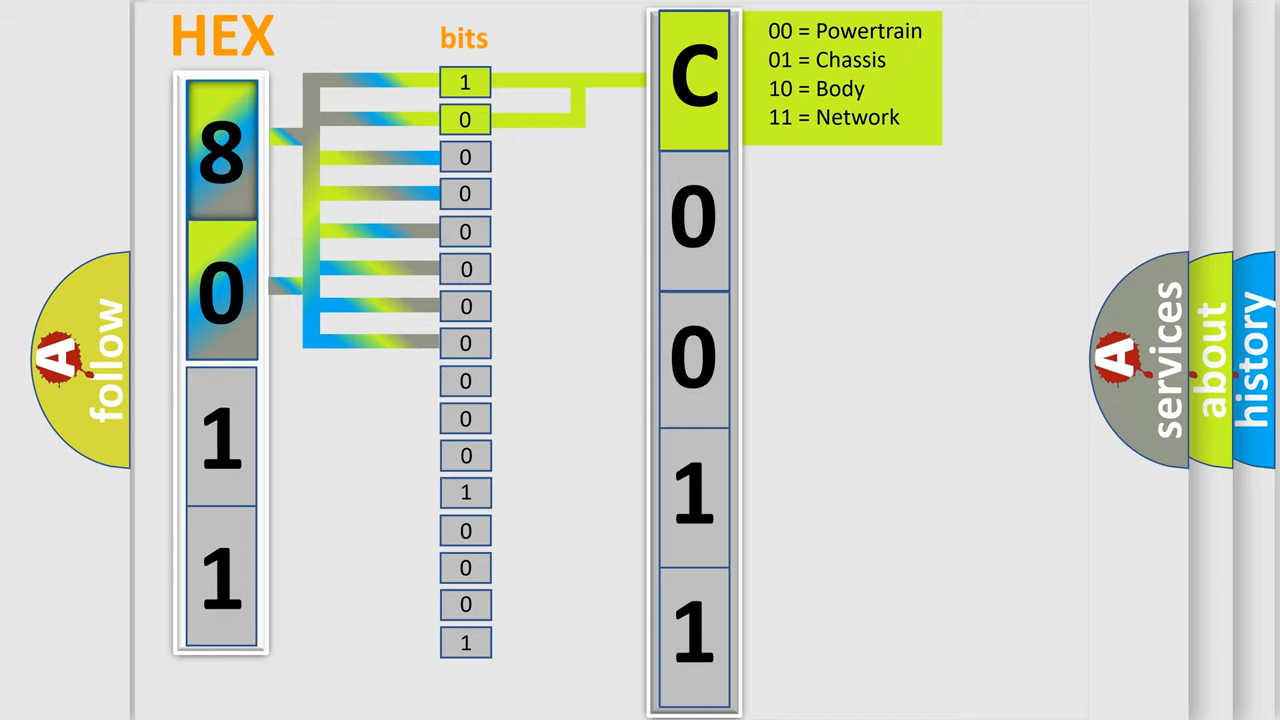 HEX
bits
8
0
1
1
1
0
0
0
0
0
0
0
0
0
0
1
0
0
0
1
C
0
0
1
1
00 = Powertrain
01 = Chassis
10 = Body
11 = Network
A
follow
A
services
about
history